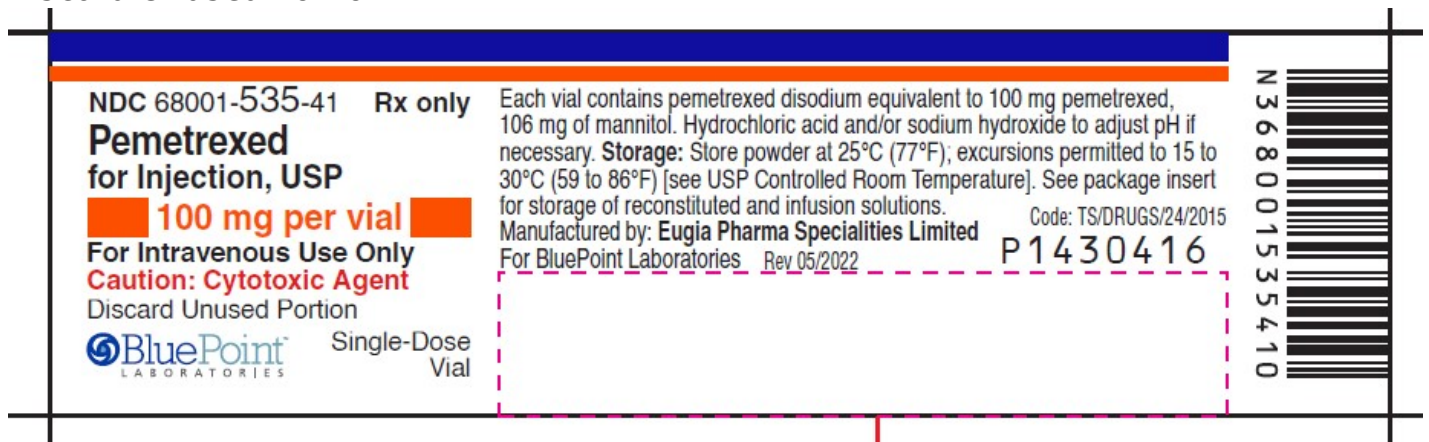 NDC 68001-535-41 Rx only
Pemetrexed
for Injection, USP
100 mg per vial
For Intravenous Use Only
Caution: Cytotoxic Agent
Discard Unused Portion
BluePoint™
LABORATORIES
Single-Dose
Vial
Each vial contains pemetrexed disodium equivalent to 100 mg pemetrexed,
106 mg of mannitol. Hydrochloric acid and/or sodium hydroxide to adjust pH if
necessary. Storage: Store powder at 25°C (77°F); excursions permitted to 15 to
30°C (59 to 86°F) [see USP Controlled Room Temperature]. See package insert
for storage of reconstituted and infusion solutions.
Code: TS/DRUGS/24/2015
Manufactured by: Eugia Pharma Specialities Limited
For BluePoint Laboratories Rev 05/2022
P1430416
N368001535410